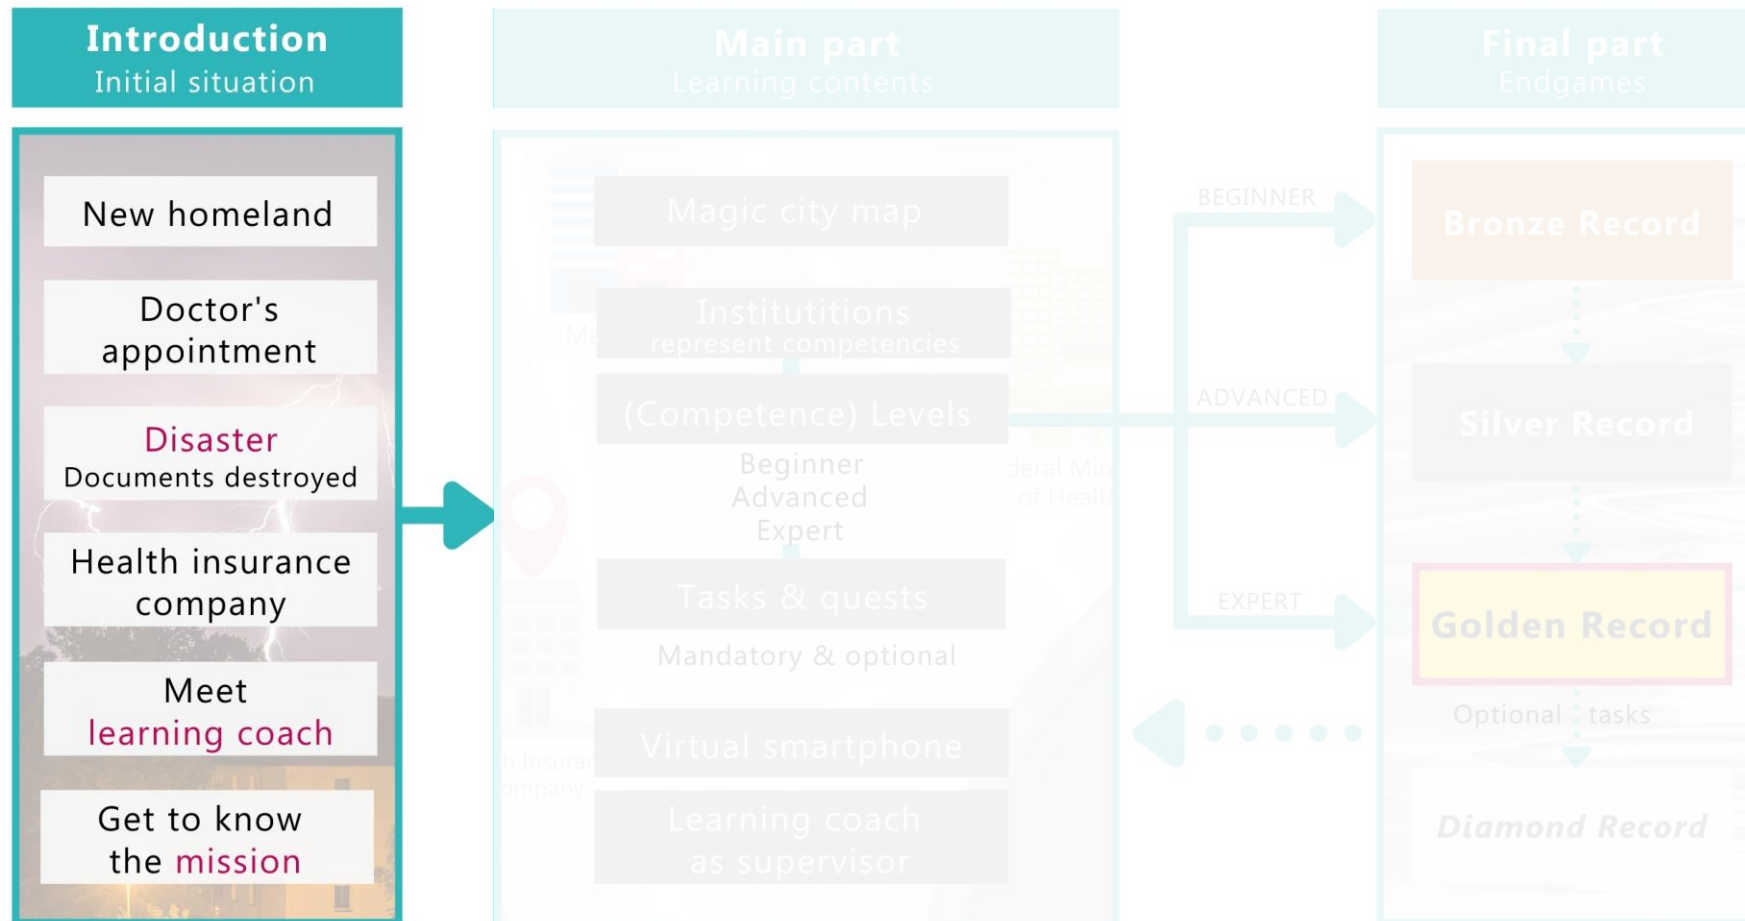 Introduction
Initial situation
New homeland
Doctor's
appointment
Disaster
Documents destroyed
Health insurance
company
Meet
learning coach
Get to know
the mission
Main part
Learning contents
Magic city map
Institutitions
represent competencies
(Competence) Levels
Beginner
Advanced
Expert
Tasks & quests
Mandatory & optional
Virtual smartphone
Learning coach
as supervisor
BEGINNER
ADVANCED
EXPERT
Final part
Endgames
Bronze Record
Silver Record
Golden Record
Optional tasks
Diamond Record